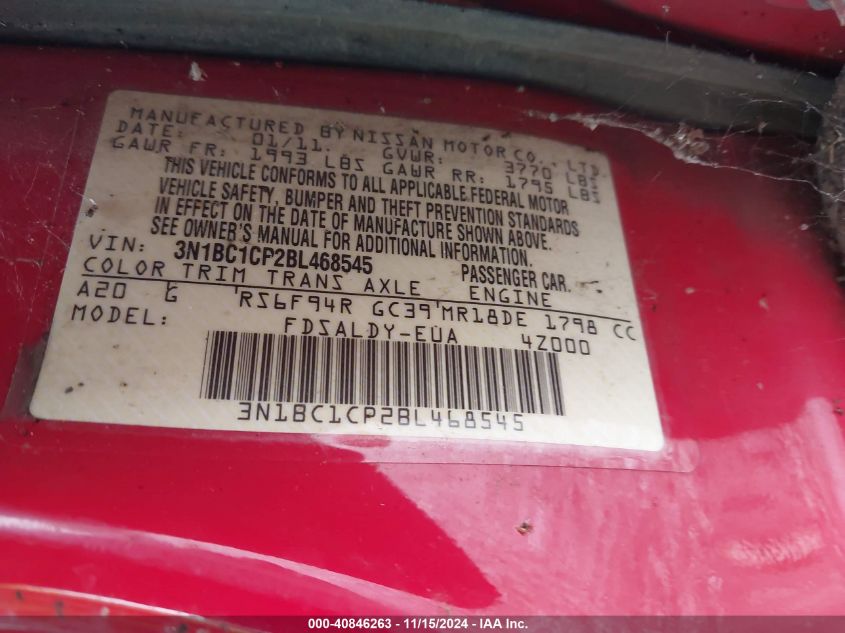 MANUFACTURED BY NISSAN MOTOR CO., LTD.
DATE: 01/11. GVWR: 3770 LBS
GAWR FR: 1993 LBS GAWR RR: 1795 LBS
THIS VEHICLE CONFORMS TO ALL APPLICABLE FEDERAL MOTOR
VEHICLE SAFETY, BUMPER AND THEFT PREVENTION STANDARDS
IN EFFECT ON THE DATE OF MANUFACTURE SHOWN ABOVE.
SEE OWNER'S MANUAL FOR ADDITIONAL INFORMATION.
VIN: 3N1BC1CP2BL468545 PASSENGER CAR.
COLOR TRIM TRANS AXLE ENGINE
A20 G 'RS6F94R GC39'MR18DE 1798 CC
MODEL: FDSALDY-EUA 4Z000
3N1BC1CP2BL468545
000-40846263 - 11/15/2024 - IAA Inc.